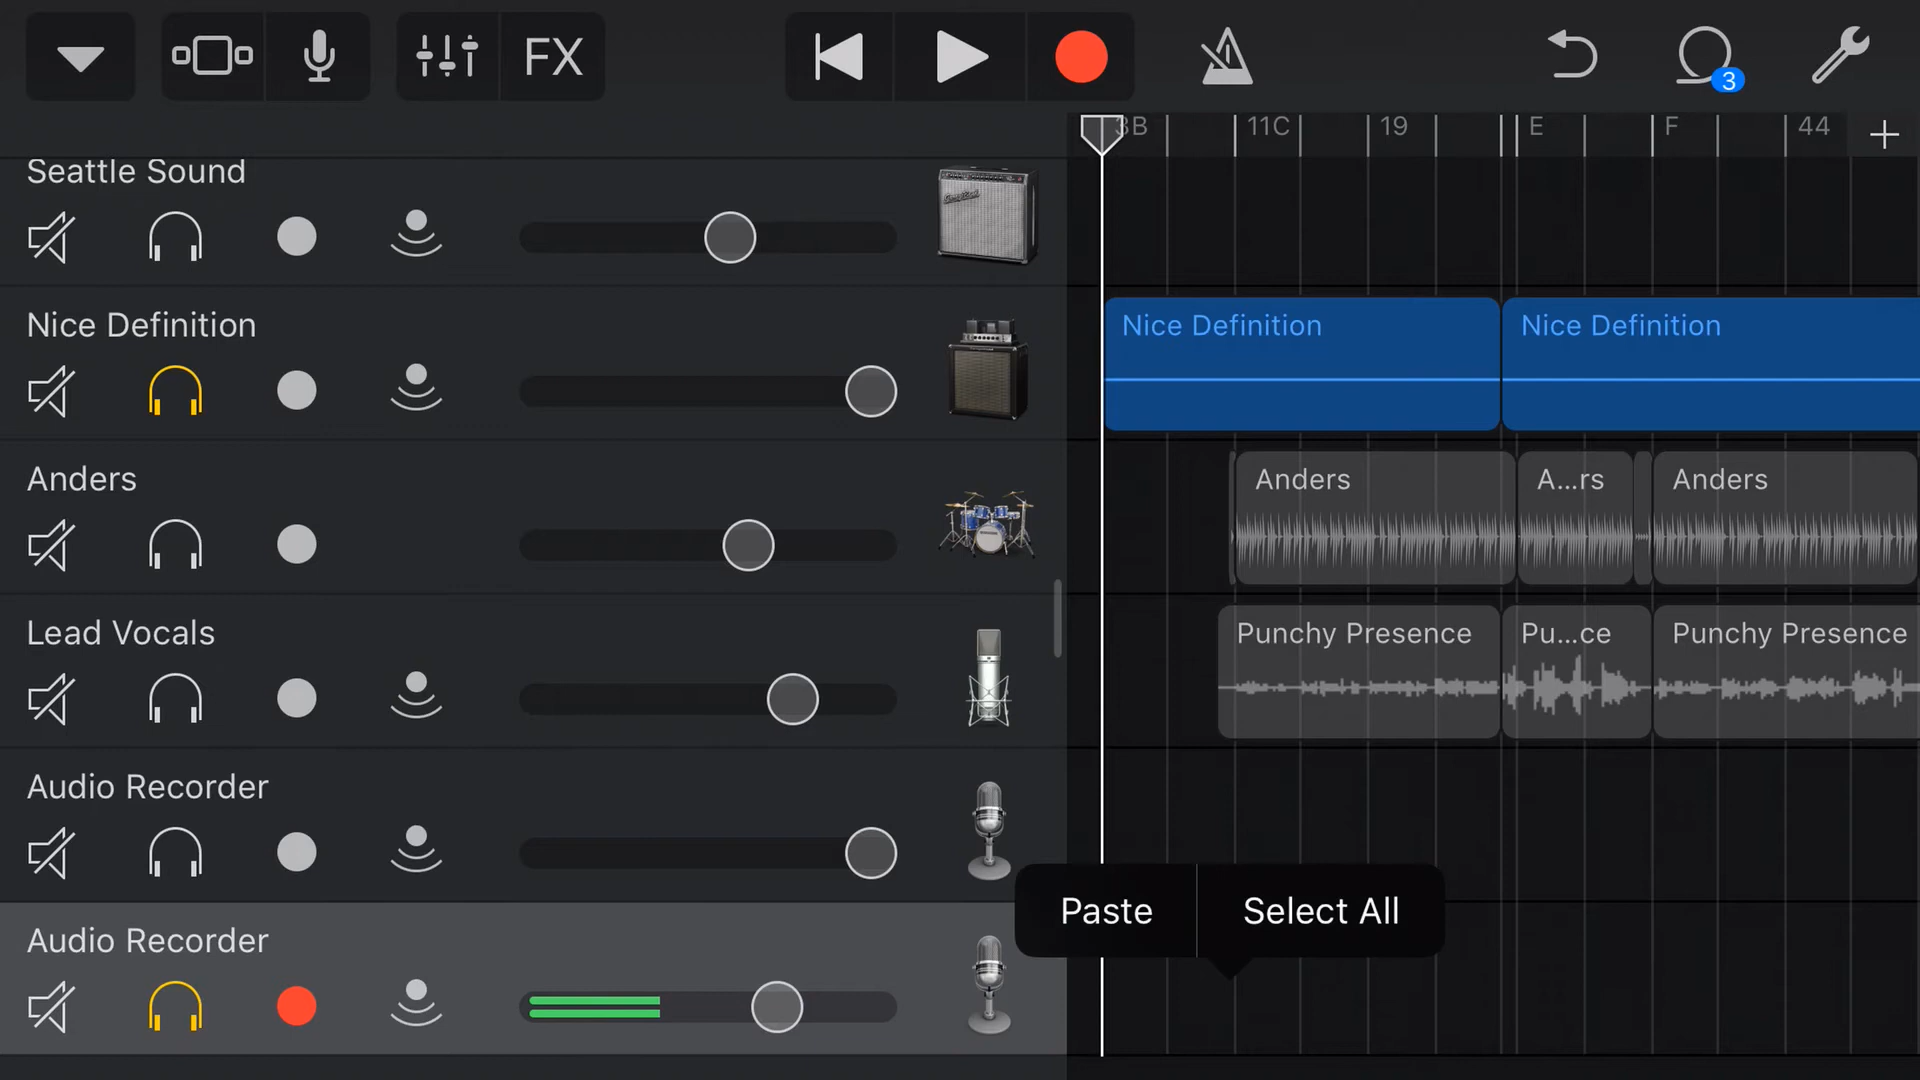 FX
3
3B
11C
19
E
F
44
Seattle Sound
Nice Definition
Nice Definition
Nice Definition
Anders
Anders
A...rs
Anders
Lead Vocals
Punchy Presence
Pu...ce
Punchy Presence
Audio Recorder
Paste
Select All
Audio Recorder